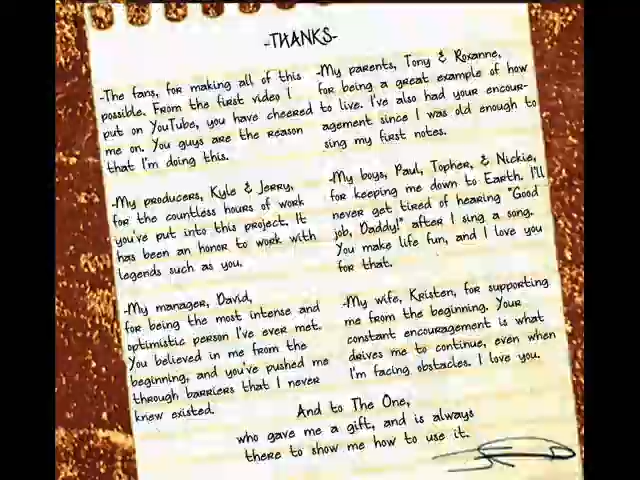 -THANKS-
-The fans, for making all of this
possible. From the first video I
put on YouTube, you have cheered
me on. You guys are the reason
that I'm doing this.
-My producers, Kyle & Jerry,
for the countless hours of work
you've put into this project. It
has been an honor to work with
legends such as you.
-My manager, David,
for being the most intense and
optimistic person I've ever met.
You believed in me from the
beginning, and you've pushed me
through barriers that I never
knew existed.
-My parents, Tony & Roxanne,
for being a great example of how
to live. I've also had your encour-
agement since I was old enough to
sing my first notes.
-My boys, Paul, Topher, & Nickie,
for keeping me down to Earth. I'll
never get tired of hearing "Good
job, Daddy!" after I sing a song.
You make life fun, and I love you
for that.
-My wife, Kristen, for supporting
me from the beginning. Your
constant encouragement is what
drives me to continue, even when
I'm facing obstacles. I love you.
And to The One,
who gave me a gift, and is always
there to show me how to use it.